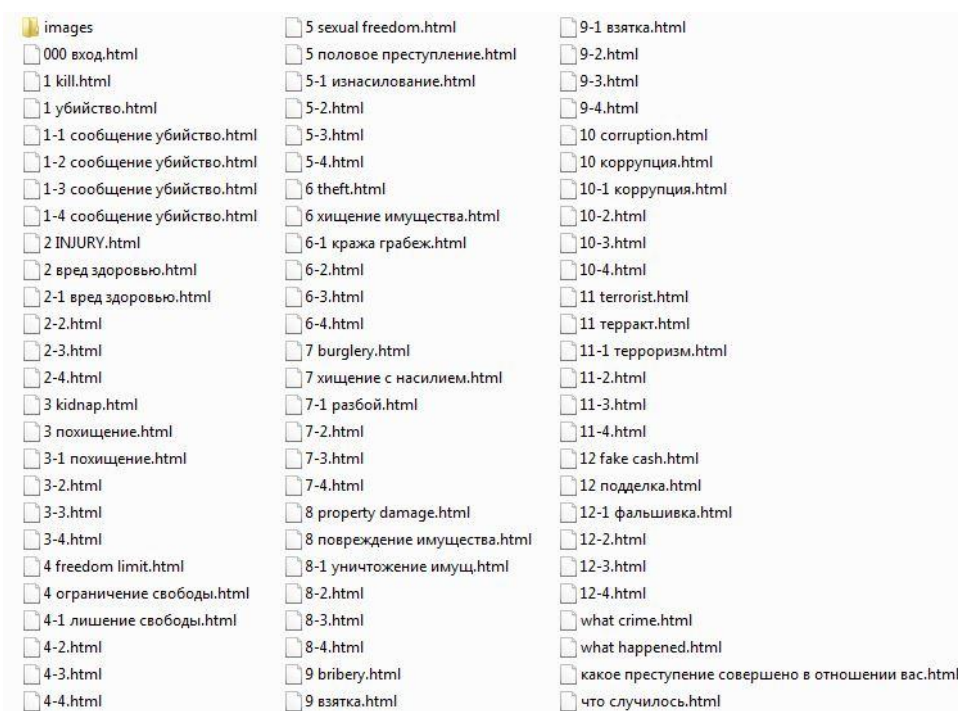 images
000 вход.html
1 kill.html
1 убийство.html
1-1 сообщение убийство.html
1-2 сообщение убийство.html
1-3 сообщение убийство.html
1-4 сообщение убийство.html
2 INJURY.html
2 вред здоровью.html
2-1 вред здоровью.html
2-2.html
2-3.html
2-4.html
3 kidnap.html
3 похищение.html
3-1 похищение.html
3-2.html
3-3.html
3-4.html
4 freedom limit.html
4 ограничение свободы.html
4-1 лишение свободы.html
4-2.html
4-3.html
4-4.html
5 sexual freedom.html
5 половое преступление.html
5-1 изнасилование.html
5-2.html
5-3.html
5-4.html
6 theft.html
6 хищение имущества.html
6-1 кража грабеж.html
6-2.html
6-3.html
6-4.html
7 burglery.html
7 хищение с насилием.html
7-1 разбой.html
7-2.html
7-3.html
7-4.html
8 property damage.html
8 повреждение имущества.html
8-1 уничтожение имущ.html
8-2.html
8-3.html
8-4.html
9 bribery.html
9 взятка.html
9-1 взятка.html
9-2.html
9-3.html
9-4.html
10 corruption.html
10 коррупция.html
10-1 коррупция.html
10-2.html
10-3.html
10-4.html
11 terrorist.html
11 терракт.html
11-1 терроризм.html
11-2.html
11-3.html
11-4.html
12 fake cash.html
12 подделка.html
12-1 фальшивка.html
12-2.html
12-3.html
12-4.html
what crime.html
what happened.html
какое преступение совершено в отношении вас.html
что случилось.html